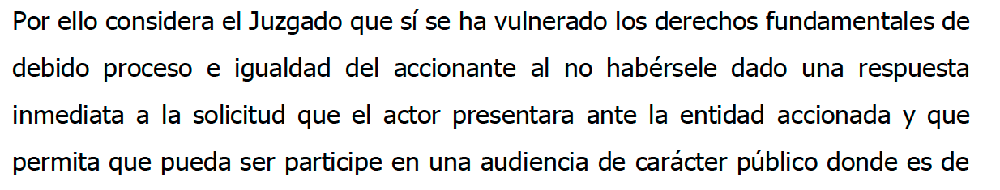 Por ello considera el Juzgado que sí se ha vulnerado los derechos fundamentales de
debido proceso e igualdad del accionante al no habérsele dado una respuesta
inmediata a la solicitud que el actor presentara ante la entidad accionada y que
permita que pueda ser participe en una audiencia de carácter público donde es de